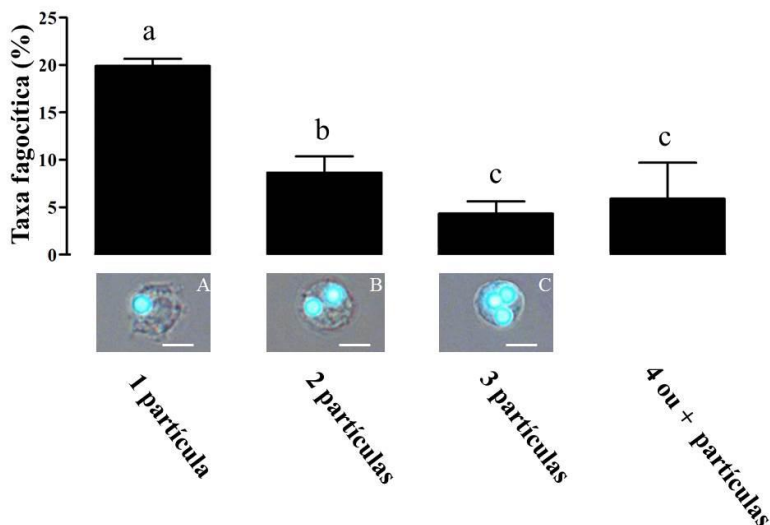 Taxa fagocítica (%)
25
20
15
10
5
0
a
b
c
c
A
B
C
1 partícula
2 partículas
3 partículas
4 ou + partículas